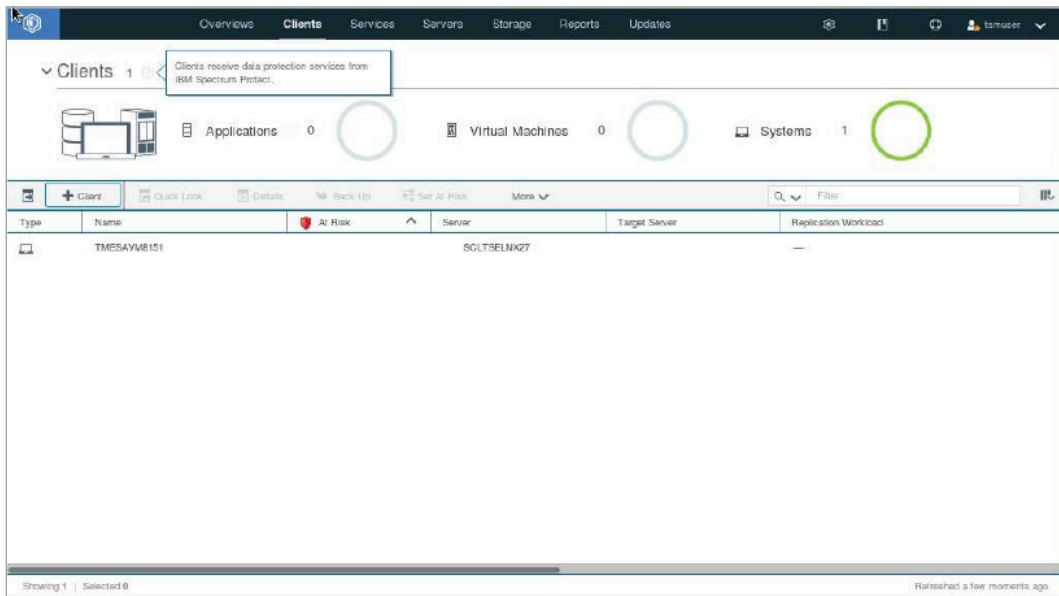 Overviews Clients Services Servers Storage Reports Updates tsmuser
Clients 1
Clients receive data protection services from
IBM Spectrum Protect.
Applications 0 Virtual Machines 0 Systems 1
+ Client Quick Look Details Back Up Set At Risk More Filter
Type Name At Risk Server Target Server Replication Workload
TMESAYM8151 SCLTSELNX27 —
Showing 1 | Selected 0 Refreshed a few moments ago